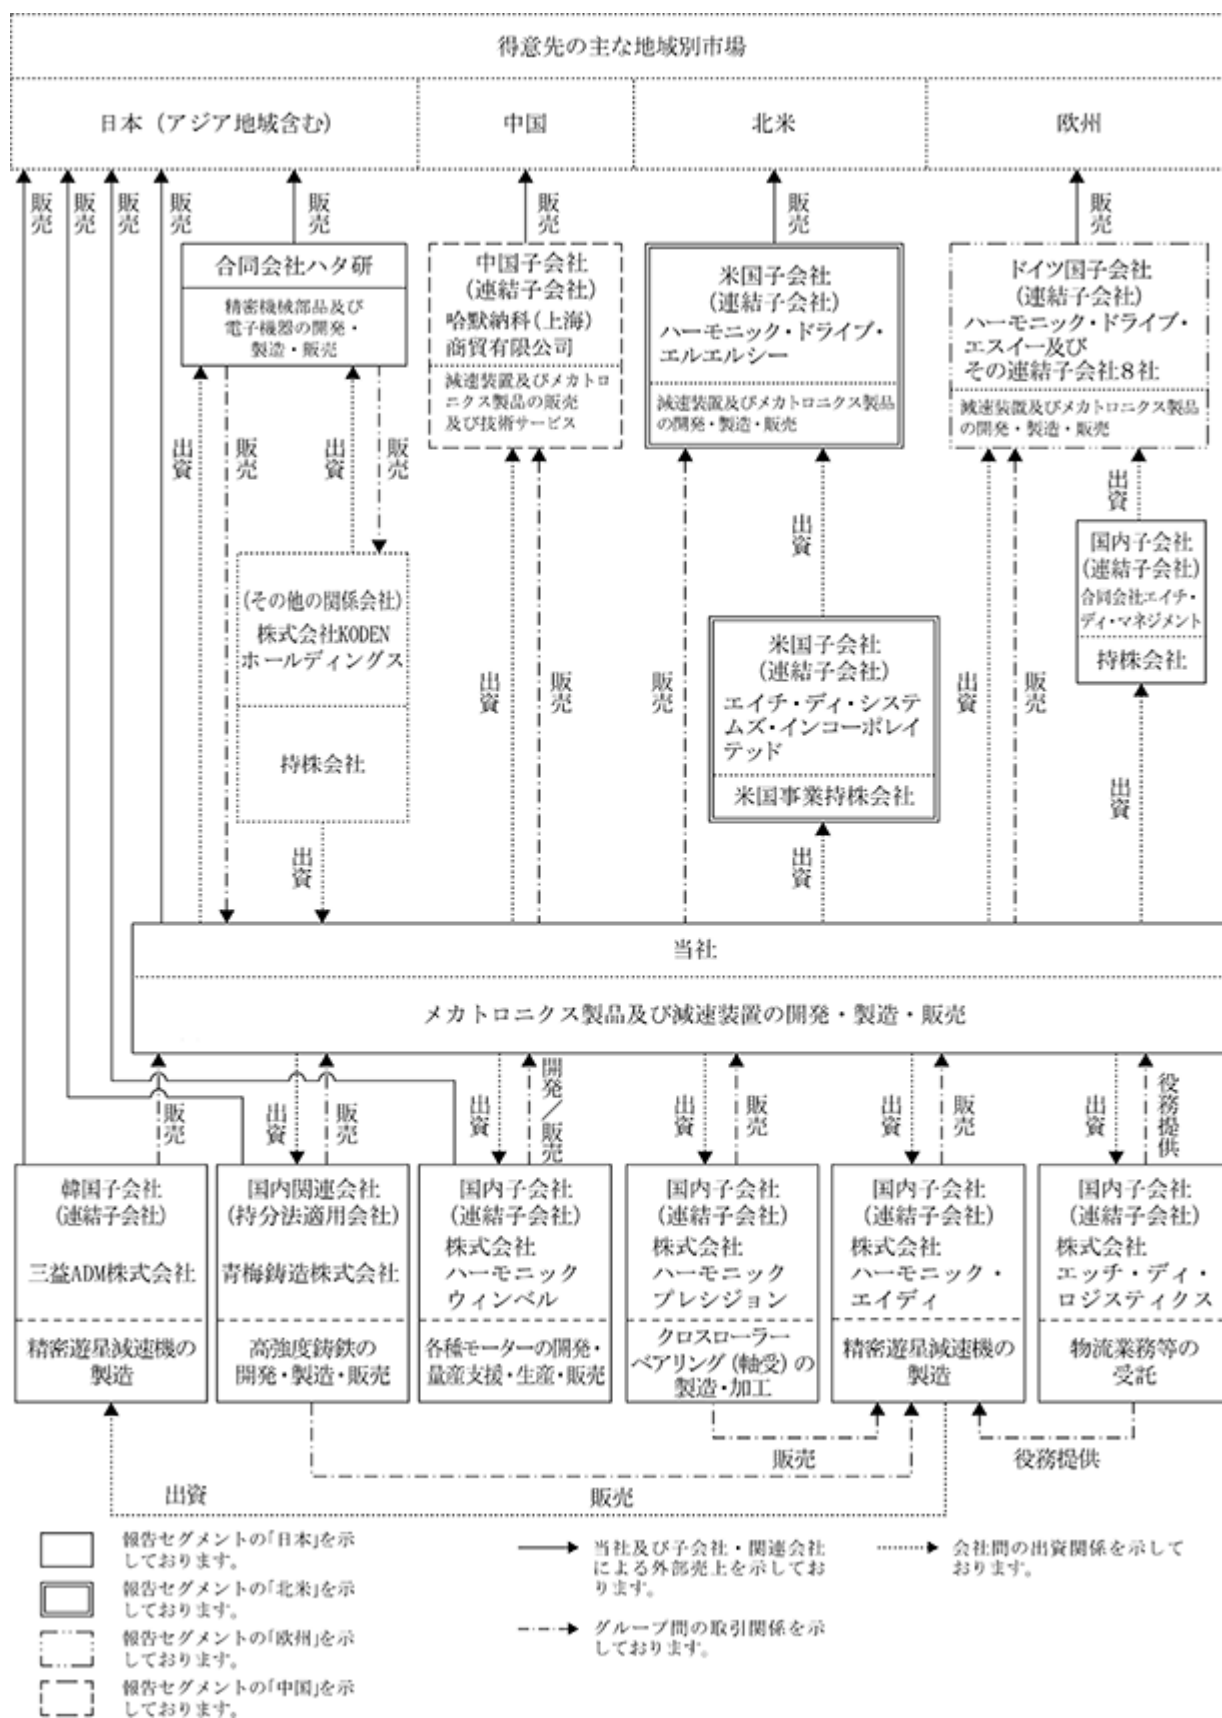 得意先の主な地域別市場
日本（アジア地域含む）
中国
北米
欧州
販売
販売
販売
販売
販売
販売
販売
販売
合同会社ハタ研
精密機械部品及び
電子機器の開発・
製造・販売
中国子会社
（連結子会社）
哈默納科（上海）
商貿有限公司
減速装置及びメカトロ
ニクス製品の販売
及び技術サービス
米国子会社
（連結子会社）
ハーモニック・ドライブ・
エルエルシー
減速装置及びメカトロニクス製品
の開発・製造・販売
ドイツ国子会社
（連結子会社）
ハーモニック・ドライブ・
エスイー及び
その連結子会社８社
減速装置及びメカトロニクス製品
の開発・製造・販売
出資
販売
出資
販売
出資
出資
（その他の関係会社）
株式会社KODEN
ホールディングス
持株会社
国内子会社
（連結子会社）
合同会社エイチ・
ディ・マネジメント
持株会社
米国子会社
（連結子会社）
エイチ・ディ・システ
ムズ・インコーポレイ
テッド
米国事業持株会社
出資
販売
販売
出資
販売
出資
出資
出資
当社
メカトロニクス製品及び減速装置の開発・製造・販売
販売
出資
販売
出資
開発／販売
出資
販売
出資
販売
出資
役務提供
韓国子会社
（連結子会社）
三益ADM株式会社
精密遊星減速機の
製造
国内関連会社
（持分法適用会社）
青梅鋳造株式会社
高強度鋳鉄の
開発・製造・販売
国内子会社
（連結子会社）
株式会社
ハーモニック
ウィンベル
各種モーターの開発・
量産支援・生産・販売
国内子会社
（連結子会社）
株式会社
ハーモニック
プレシジョン
クロスローラー
ベアリング（軸受）の
製造・加工
国内子会社
（連結子会社）
株式会社
ハーモニック・
エイディ
精密遊星減速機の
製造
国内子会社
（連結子会社）
株式会社
エッチ・ディ・
ロジスティクス
物流業務等の
受託
販売
役務提供
出資
販売
報告セグメントの「日本」を示
しております。
報告セグメントの「北米」を示
しております。
報告セグメントの「欧州」を示
しております。
報告セグメントの「中国」を示
しております。
当社及び子会社・関連会社
による外部売上を示してお
ります。
グループ間の取引関係を示
しております。
会社間の出資関係を示して
おります。